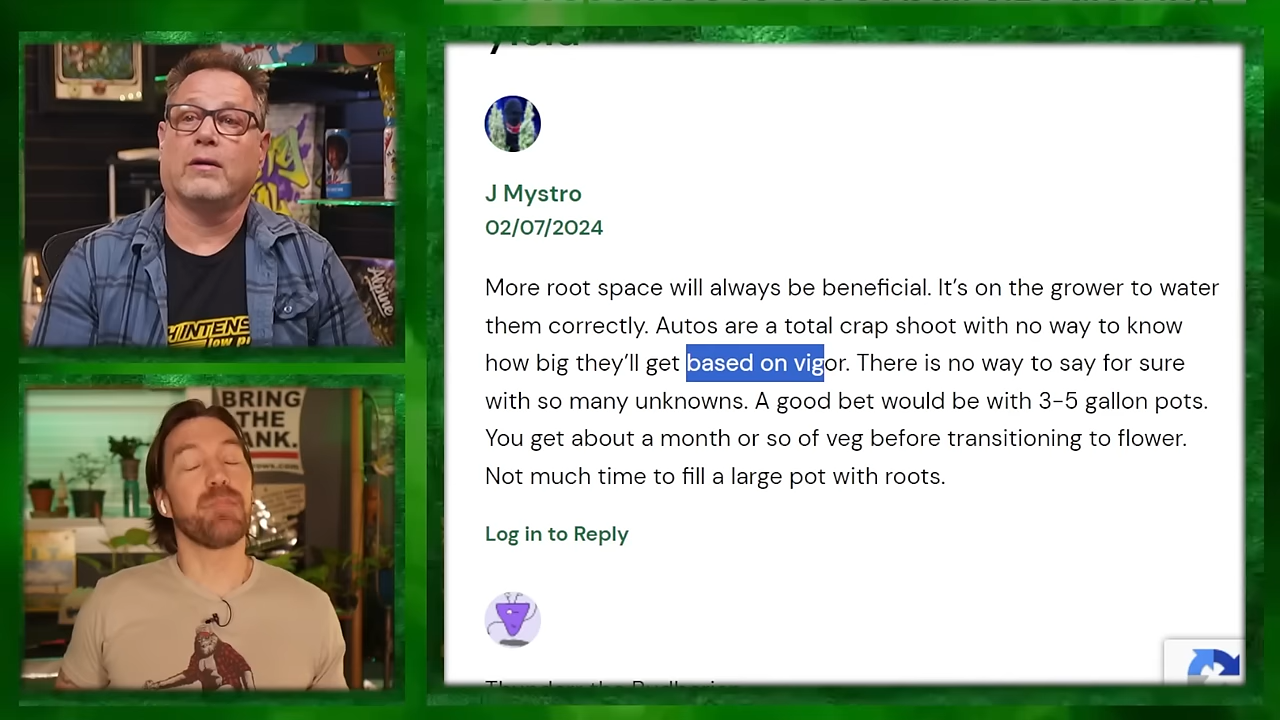 J Mystro
02/07/2024
More root space will always be beneficial. It’s on the grower to water
them correctly. Autos are a total crap shoot with no way to know
how big they’ll get based on vigor. There is no way to say for sure
with so many unknowns. A good bet would be with 3-5 gallon pots.
You get about a month or so of veg before transitioning to flower.
Not much time to fill a large pot with roots.
Log in to Reply
BRING
THE
Alpine